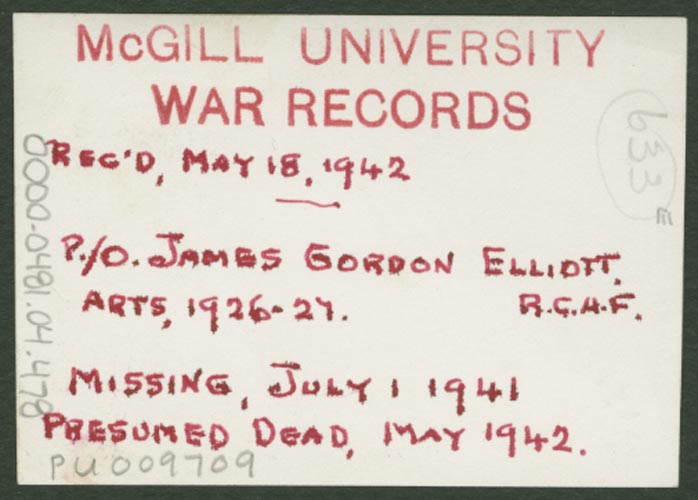 McGILL UNIVERSITY
WAR RECORDS
REC'D, MAY 18, 1942
P./O. JAMES GORDON ELLIOTT,
ARTS, 1926-27.
R.C.A.F.
MISSING, JULY 1 1941
PRESUMED DEAD, MAY 1942.
PU009709
0000-0481.04.478
633
E